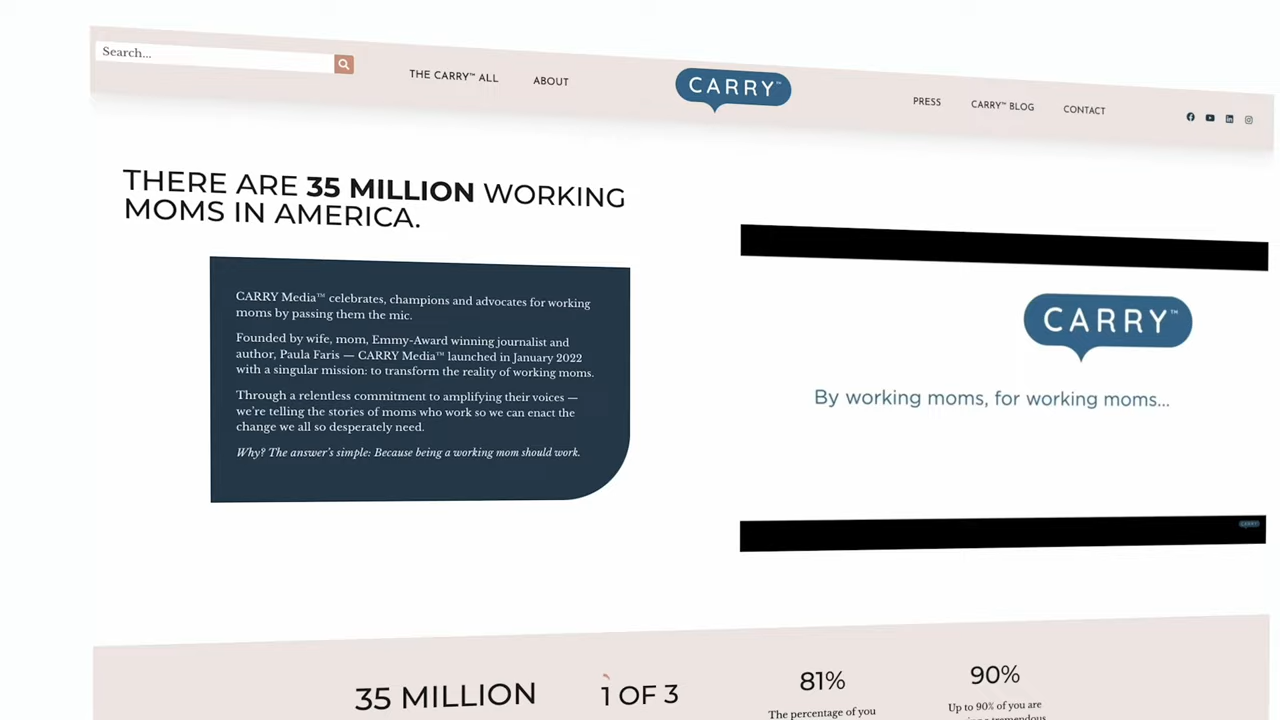 Search...
THE CARRY™ ALL
ABOUT
CARRY™
PRESS
CARRY™ BLOG
CONTACT
THERE ARE 35 MILLION WORKING
MOMS IN AMERICA.
CARRY Media™ celebrates, champions and advocates for working
moms by passing them the mic.
Founded by wife, mom, Emmy-Award winning journalist and
author, Paula Faris — CARRY Media™ launched in January 2022
with a singular mission: to transform the reality of working moms.
Through a relentless commitment to amplifying their voices —
we're telling the stories of moms who work so we can enact the
change we all so desperately need.
Why? The answer's simple: Because being a working mom should work.
CARRY™
By working moms, for working moms...
CARRY
35 MILLION
1 OF 3
81%
The percentage of you
90%
Up to 90% of you are
tremendous